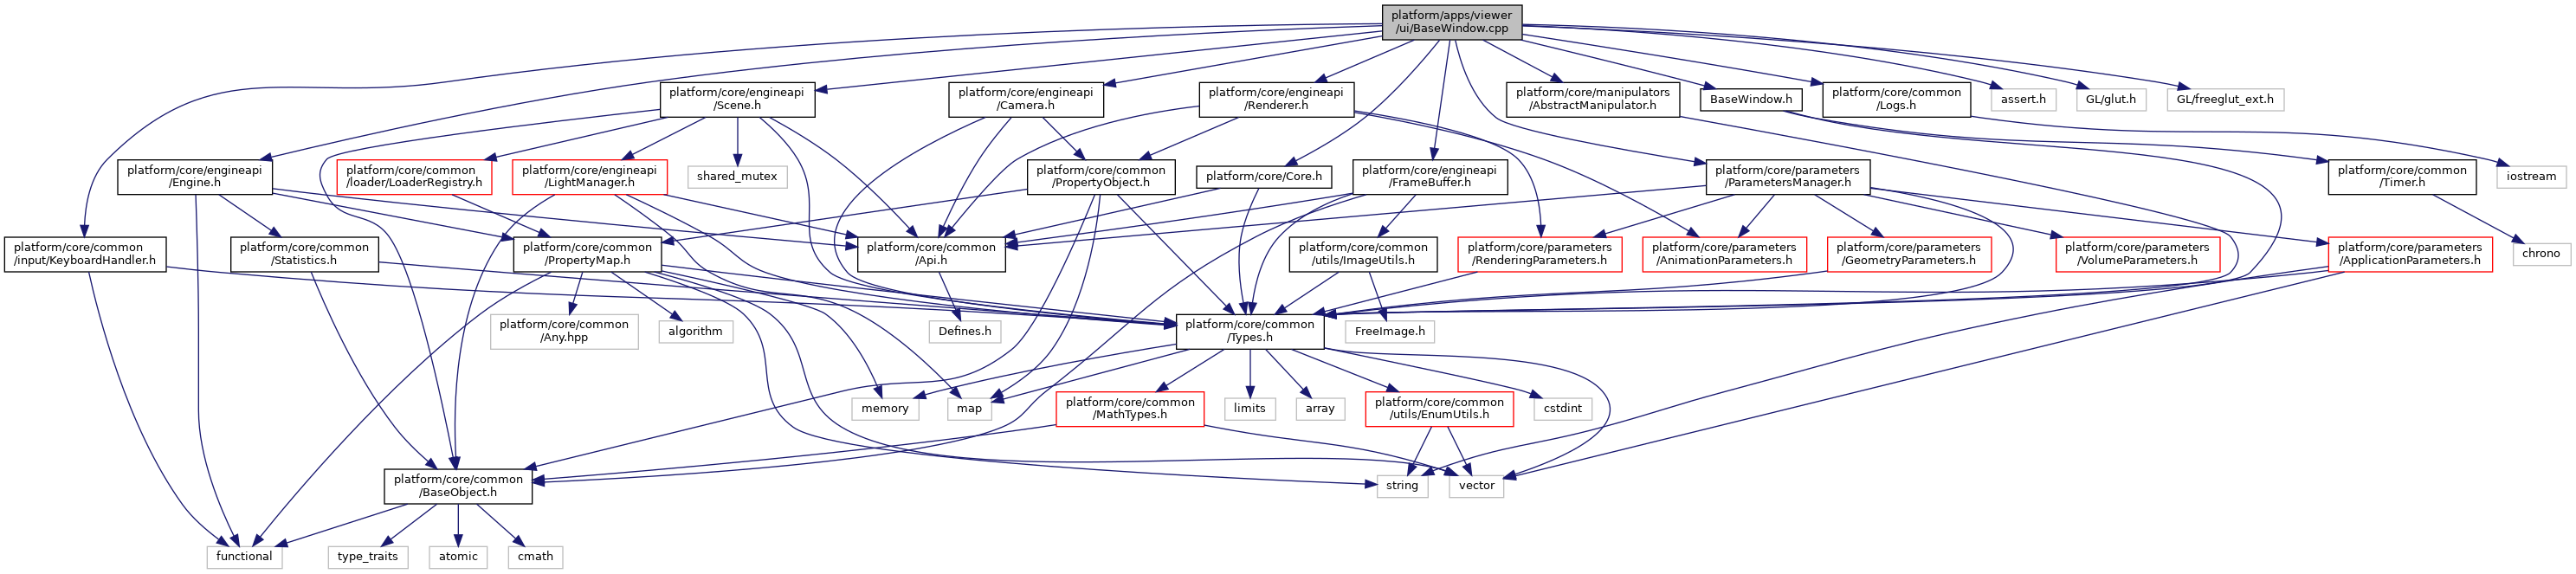 platform/apps/viewer
/ui/BaseWindow.cpp
platform/core/engineapi
/Scene.h
platform/core/engineapi
/Camera.h
platform/core/engineapi
/Renderer.h
platform/core/manipulators
/AbstractManipulator.h
BaseWindow.h
platform/core/common
/Logs.h
assert.h
GL/glut.h
GL/freeglut_ext.h
platform/core/engineapi
/Engine.h
platform/core/common
/loader/LoaderRegistry.h
platform/core/engineapi
/LightManager.h
shared_mutex
platform/core/common
/PropertyObject.h
platform/core/Core.h
platform/core/engineapi
/FrameBuffer.h
platform/core/parameters
/ParametersManager.h
platform/core/common
/Timer.h
iostream
platform/core/common
/input/KeyboardHandler.h
platform/core/common
/Statistics.h
platform/core/common
/PropertyMap.h
platform/core/common
/Api.h
platform/core/common
/utils/ImageUtils.h
platform/core/parameters
/RenderingParameters.h
platform/core/parameters
/AnimationParameters.h
platform/core/parameters
/GeometryParameters.h
platform/core/parameters
/VolumeParameters.h
platform/core/parameters
/ApplicationParameters.h
chrono
platform/core/common
/Any.hpp
algorithm
Defines.h
platform/core/common
/Types.h
FreeImage.h
memory
map
platform/core/common
/MathTypes.h
limits
array
platform/core/common
/utils/EnumUtils.h
cstdint
platform/core/common
/BaseObject.h
string
vector
functional
type_traits
atomic
cmath